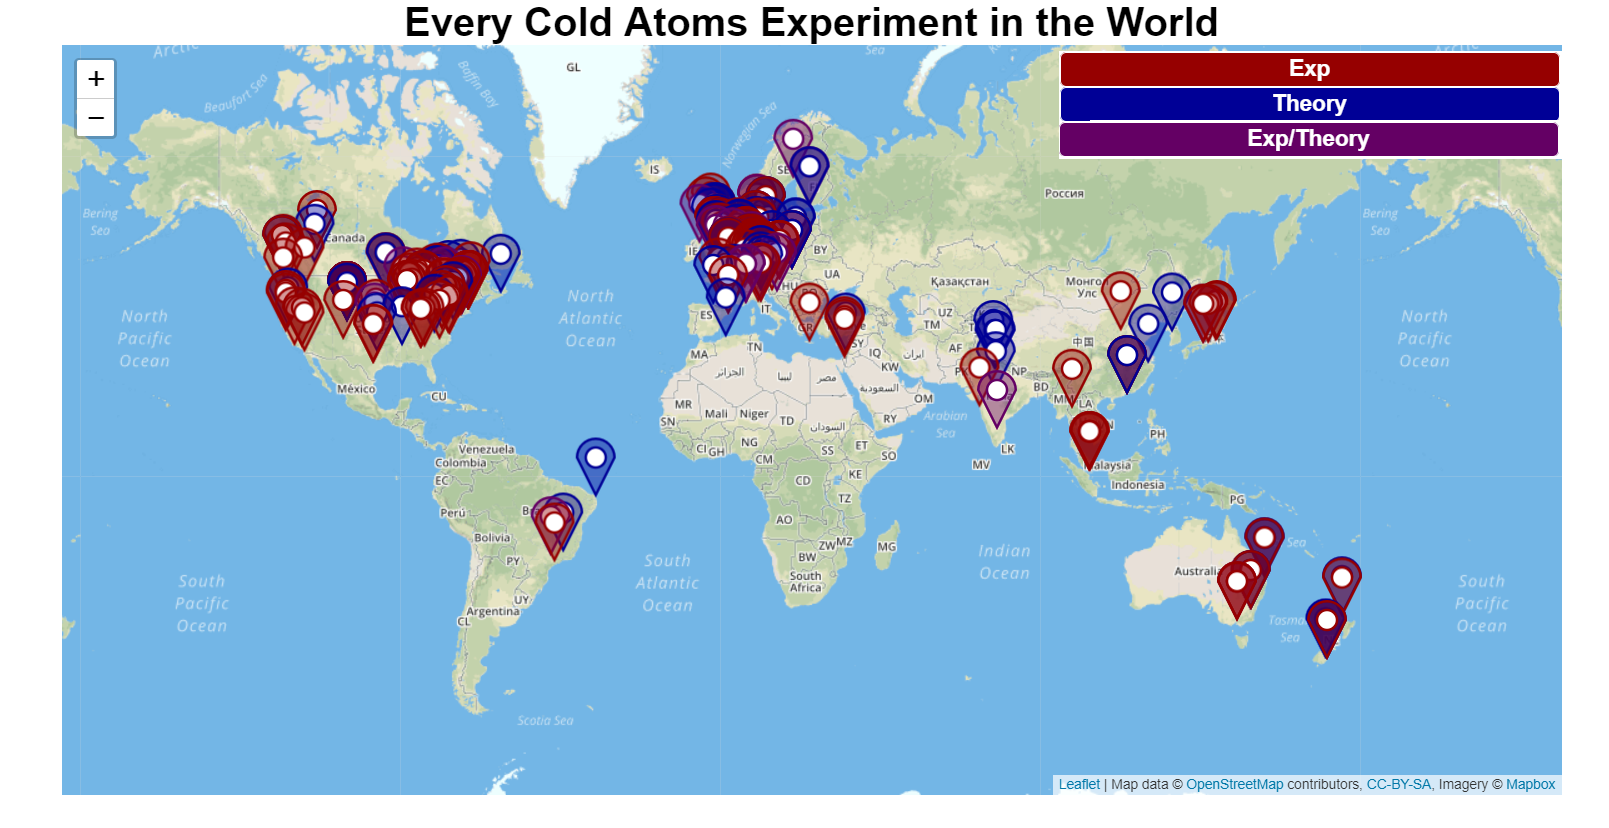 Every Cold Atoms Experiment in the World
+
−
Exp
Theory
Exp/Theory
GL
Beaufort Sea
Baffin Bay
Norwegian Sea
Sea
IS
SE
Россия
Bering
Sea
Bering
Sea
Canada
IE
BY
UA
HU
Қазақстан
Монгол
Улс
North
Pacific
Ocean
North
Atlantic
Ocean
ES
IT
GR
SY
UZ
TM
中国
North
Pacific
Ocean
MA
TN
IQ
AF
ایران
KW
NP
México
CU
الجزائر
ليبيا
مصر
السعودية
OM
BD
LA
MR
Mali
Niger
TD
السودان
RY
Arabian
Sea
SN
PH
Venezuela
Colombia
CI
GH
NG
CM
SS
ET
SO
LK
MV
Malaysia
EC
CD
KE
Indonesia
TZ
PG
Perú
AO
ZW
MZ
Bolivia
BW
MG
Indian
Ocean
Sea
PY
South
Africa
Australia
South
Atlantic
Ocean
South
Pacific
Ocean
UY
Argentina
CL
South
Pacific
Ocean
Sea
Scotia Sea
Leaflet | Map data © OpenStreetMap contributors, CC-BY-SA, Imagery © Mapbox